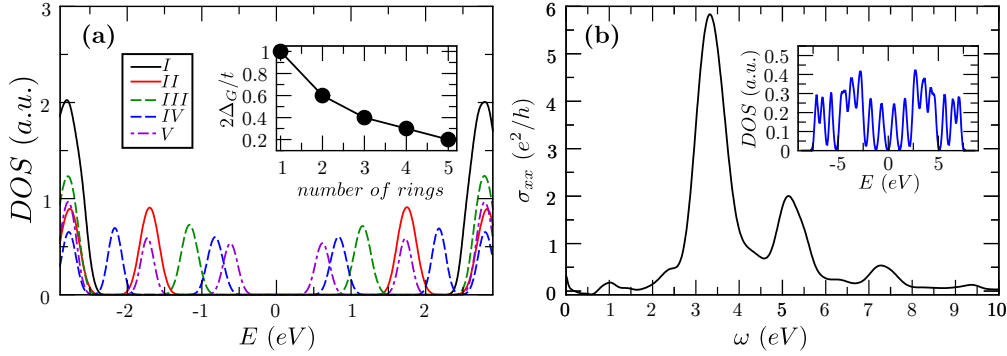 (a)
DOS (a.u.)
3
2
1
0
I
II
III
IV
V
2Δ_G/t
1
0.8
0.6
0.4
0.2
1 2 3 4 5
number of rings
-2 -1 0 1 2
E (eV)
(b)
σ_xx (e²/h)
6
5
4
3
2
1
0
DOS (a.u.)
0.5
0.4
0.3
0.2
0.1
0
-5 0 5
E (eV)
0 1 2 3 4 5 6 7 8 9 10
ω (eV)